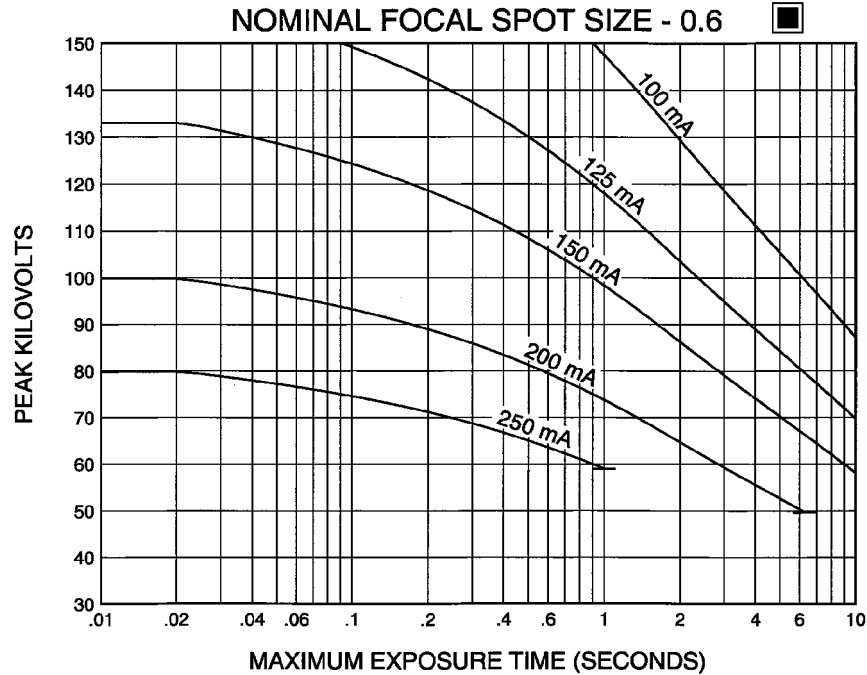 NOMINAL FOCAL SPOT SIZE - 0.6
150
140
130
120
110
100
90
80
70
60
50
40
30
PEAK KILOVOLTS
100 mA
125 mA
150 mA
200 mA
250 mA
.01 .02 .04 .06 .1 .2 .4 .6 1 2 4 6 10
MAXIMUM EXPOSURE TIME (SECONDS)